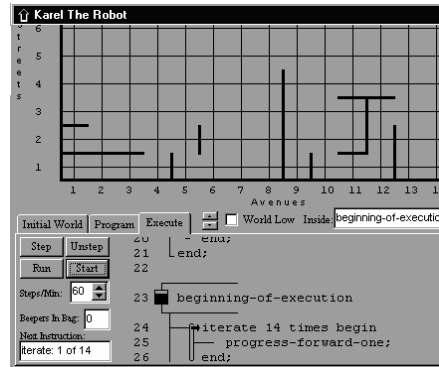 Karel The Robot
Streets
6
5
4
3
2
1
1 2 3 4 5 6 7 8 9 10 11 12 13
Avenues
Initial World Program Execute World Low Inside: beginning-of-executio
Step Unstep
Run Start
Steps/Min: 60
Beepers In Bag: 0
Next Instruction:
iterate: 1 of 14
20 end;
21 end;
22
23 beginning-of-execution
24 iterate 14 times begin
25 progress-forward-one;
26 end;